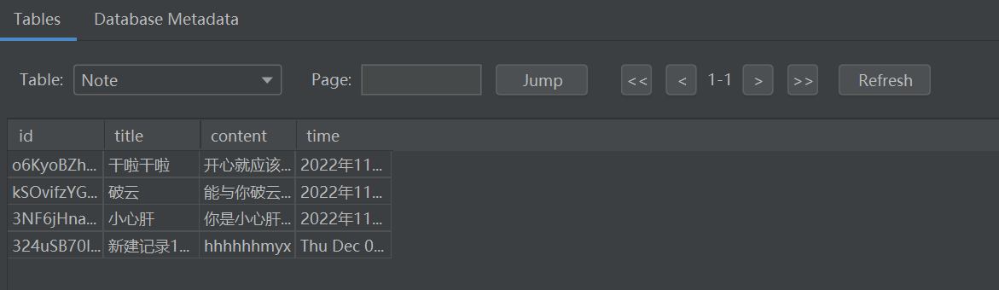 Tables Database Metadata
Table: Note Page: Jump << < 1-1 > >> Refresh
id title content time
o6KyoBZh... 干啦干啦 开心就应该... 2022年11...
kSOvifzYG... 破云 能与你破云... 2022年11...
3NF6jHna... 小心肝 你是小心肝... 2022年11...
324uSB70I... 新建记录1... hhhhhhmyx Thu Dec 0...